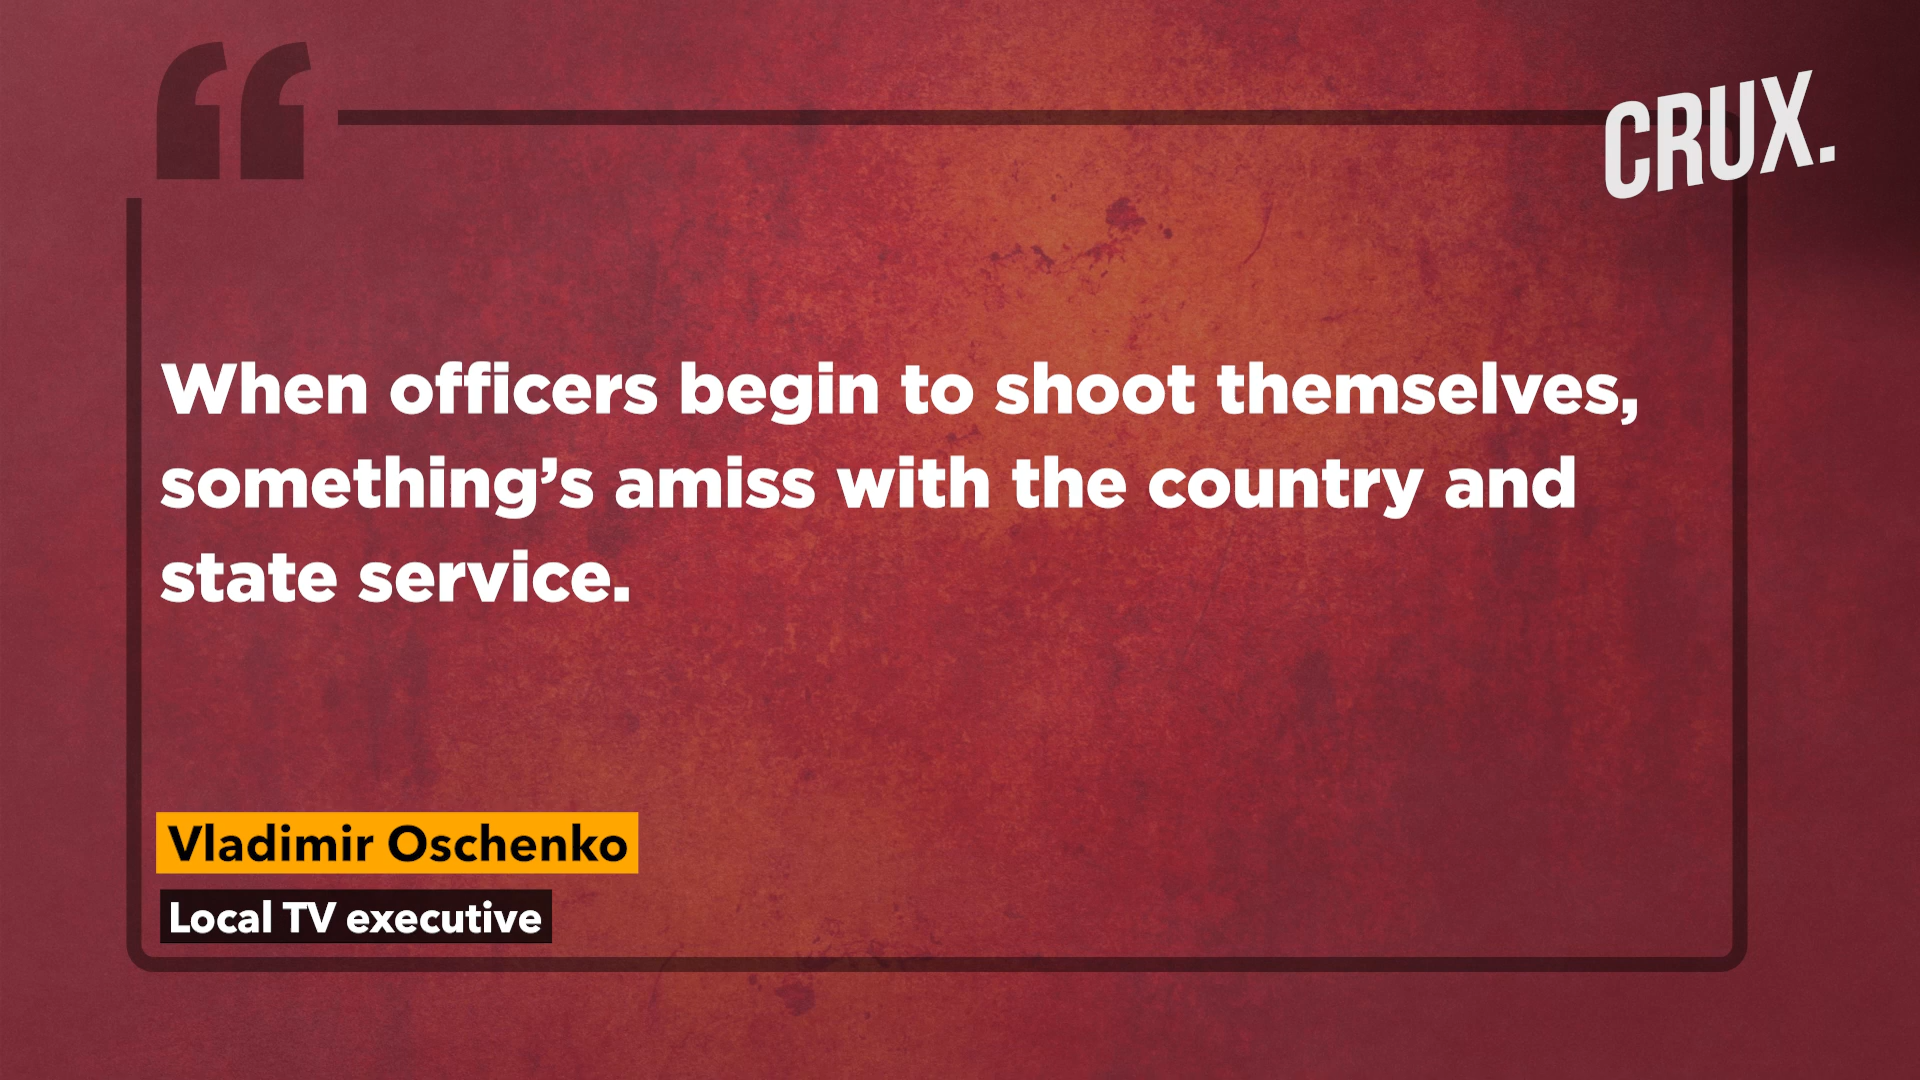 CRUX.
When officers begin to shoot themselves,
something’s amiss with the country and
state service.
Vladimir Oschenko
Local TV executive